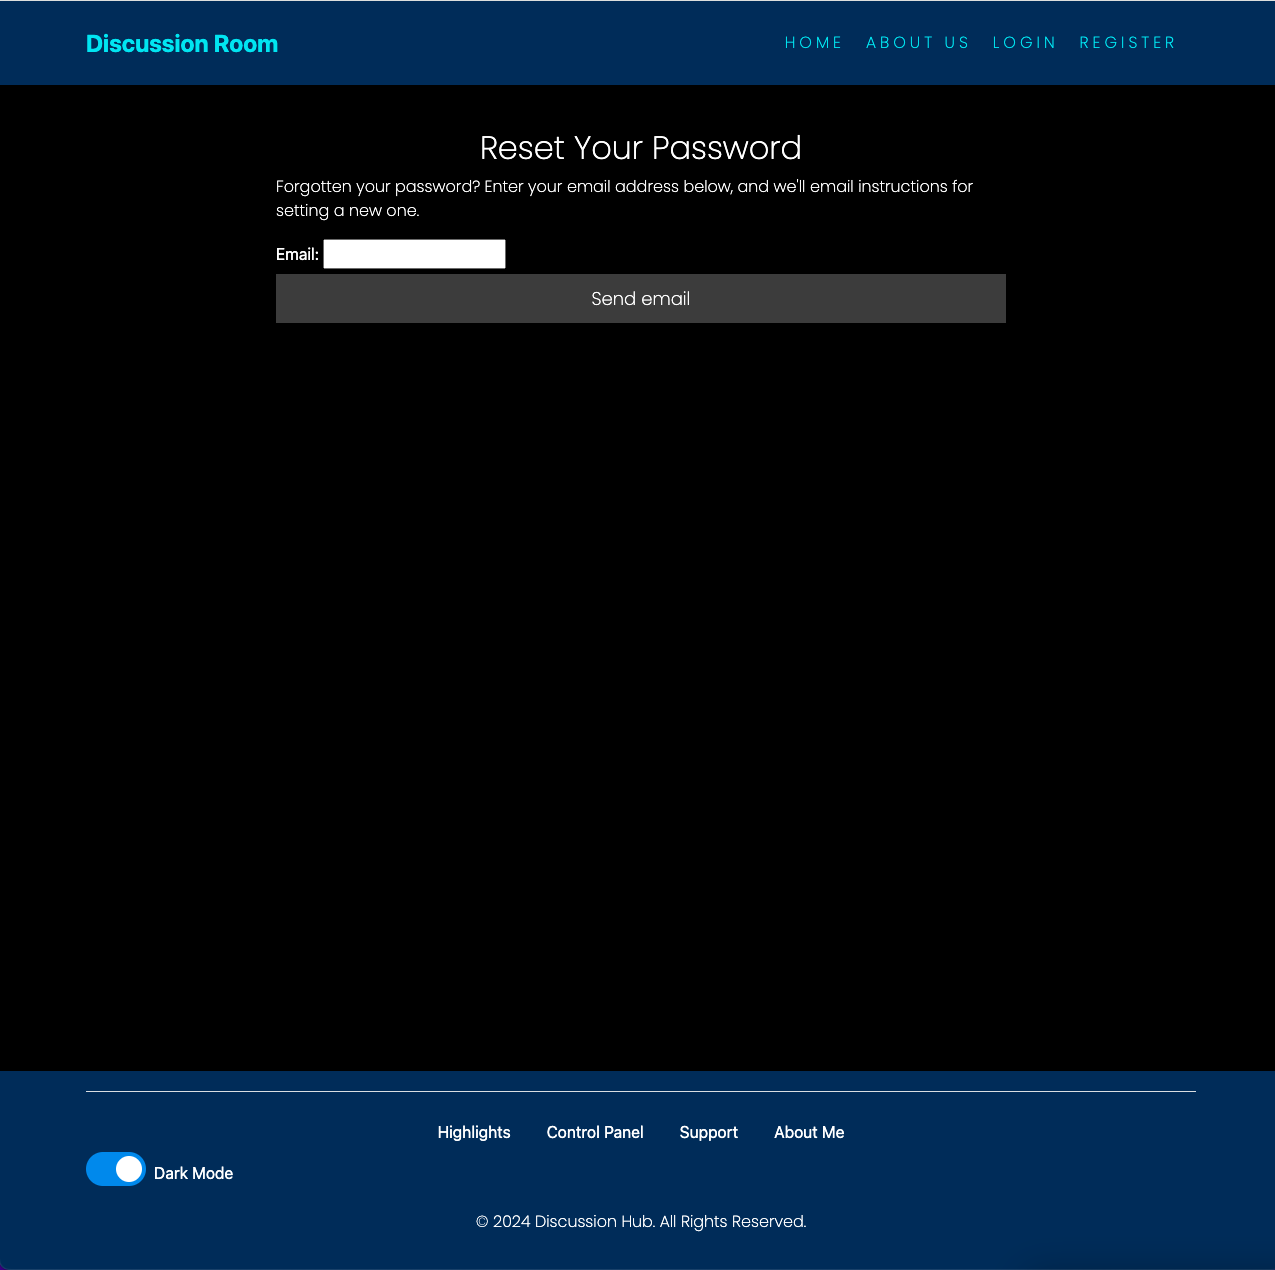 Discussion Room
HOME ABOUT US LOGIN REGISTER
Reset Your Password
Forgotten your password? Enter your email address below, and we'll email instructions for
setting a new one.
Email:
Send email
Highlights Control Panel Support About Me
Dark Mode
© 2024 Discussion Hub. All Rights Reserved.